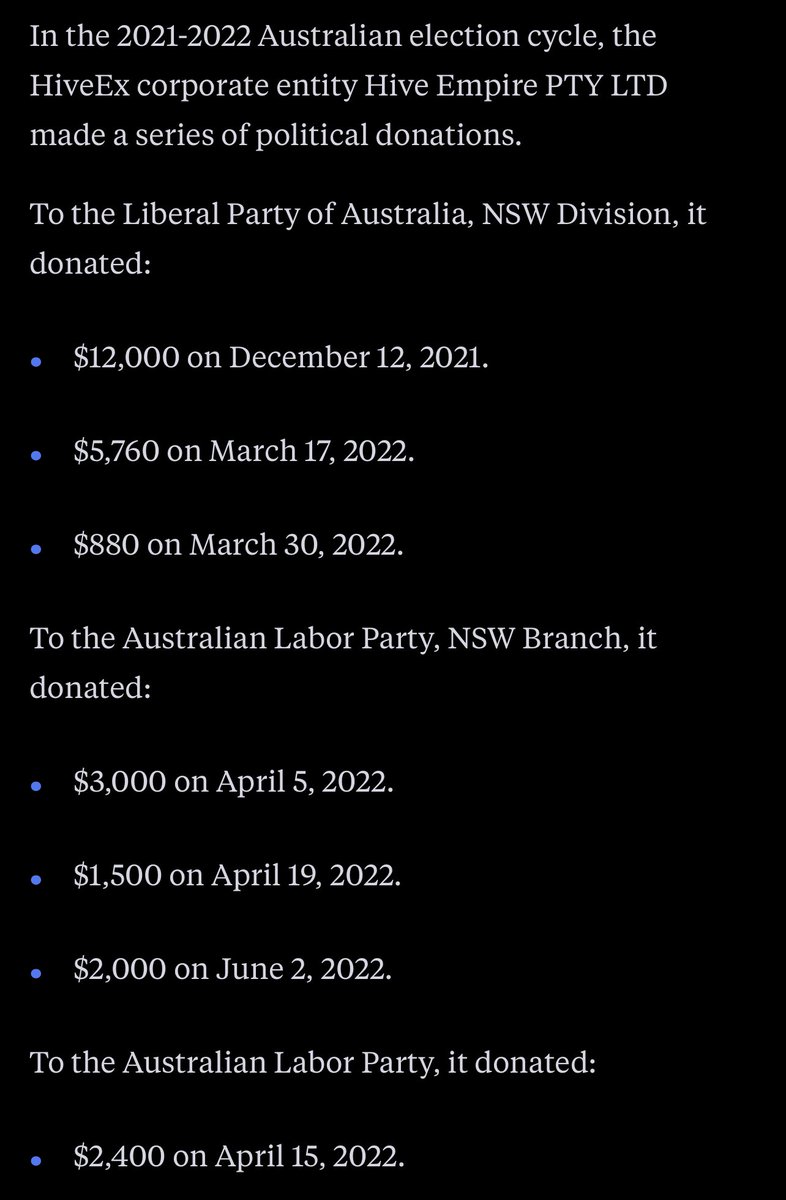 In the 2021-2022 Australian election cycle, the
HiveEx corporate entity Hive Empire PTY LTD
made a series of political donations.
To the Liberal Party of Australia, NSW Division, it
donated:
• $12,000 on December 12, 2021.
• $5,760 on March 17, 2022.
• $880 on March 30, 2022.
To the Australian Labor Party, NSW Branch, it
donated:
• $3,000 on April 5, 2022.
• $1,500 on April 19, 2022.
• $2,000 on June 2, 2022.
To the Australian Labor Party, it donated:
• $2,400 on April 15, 2022.